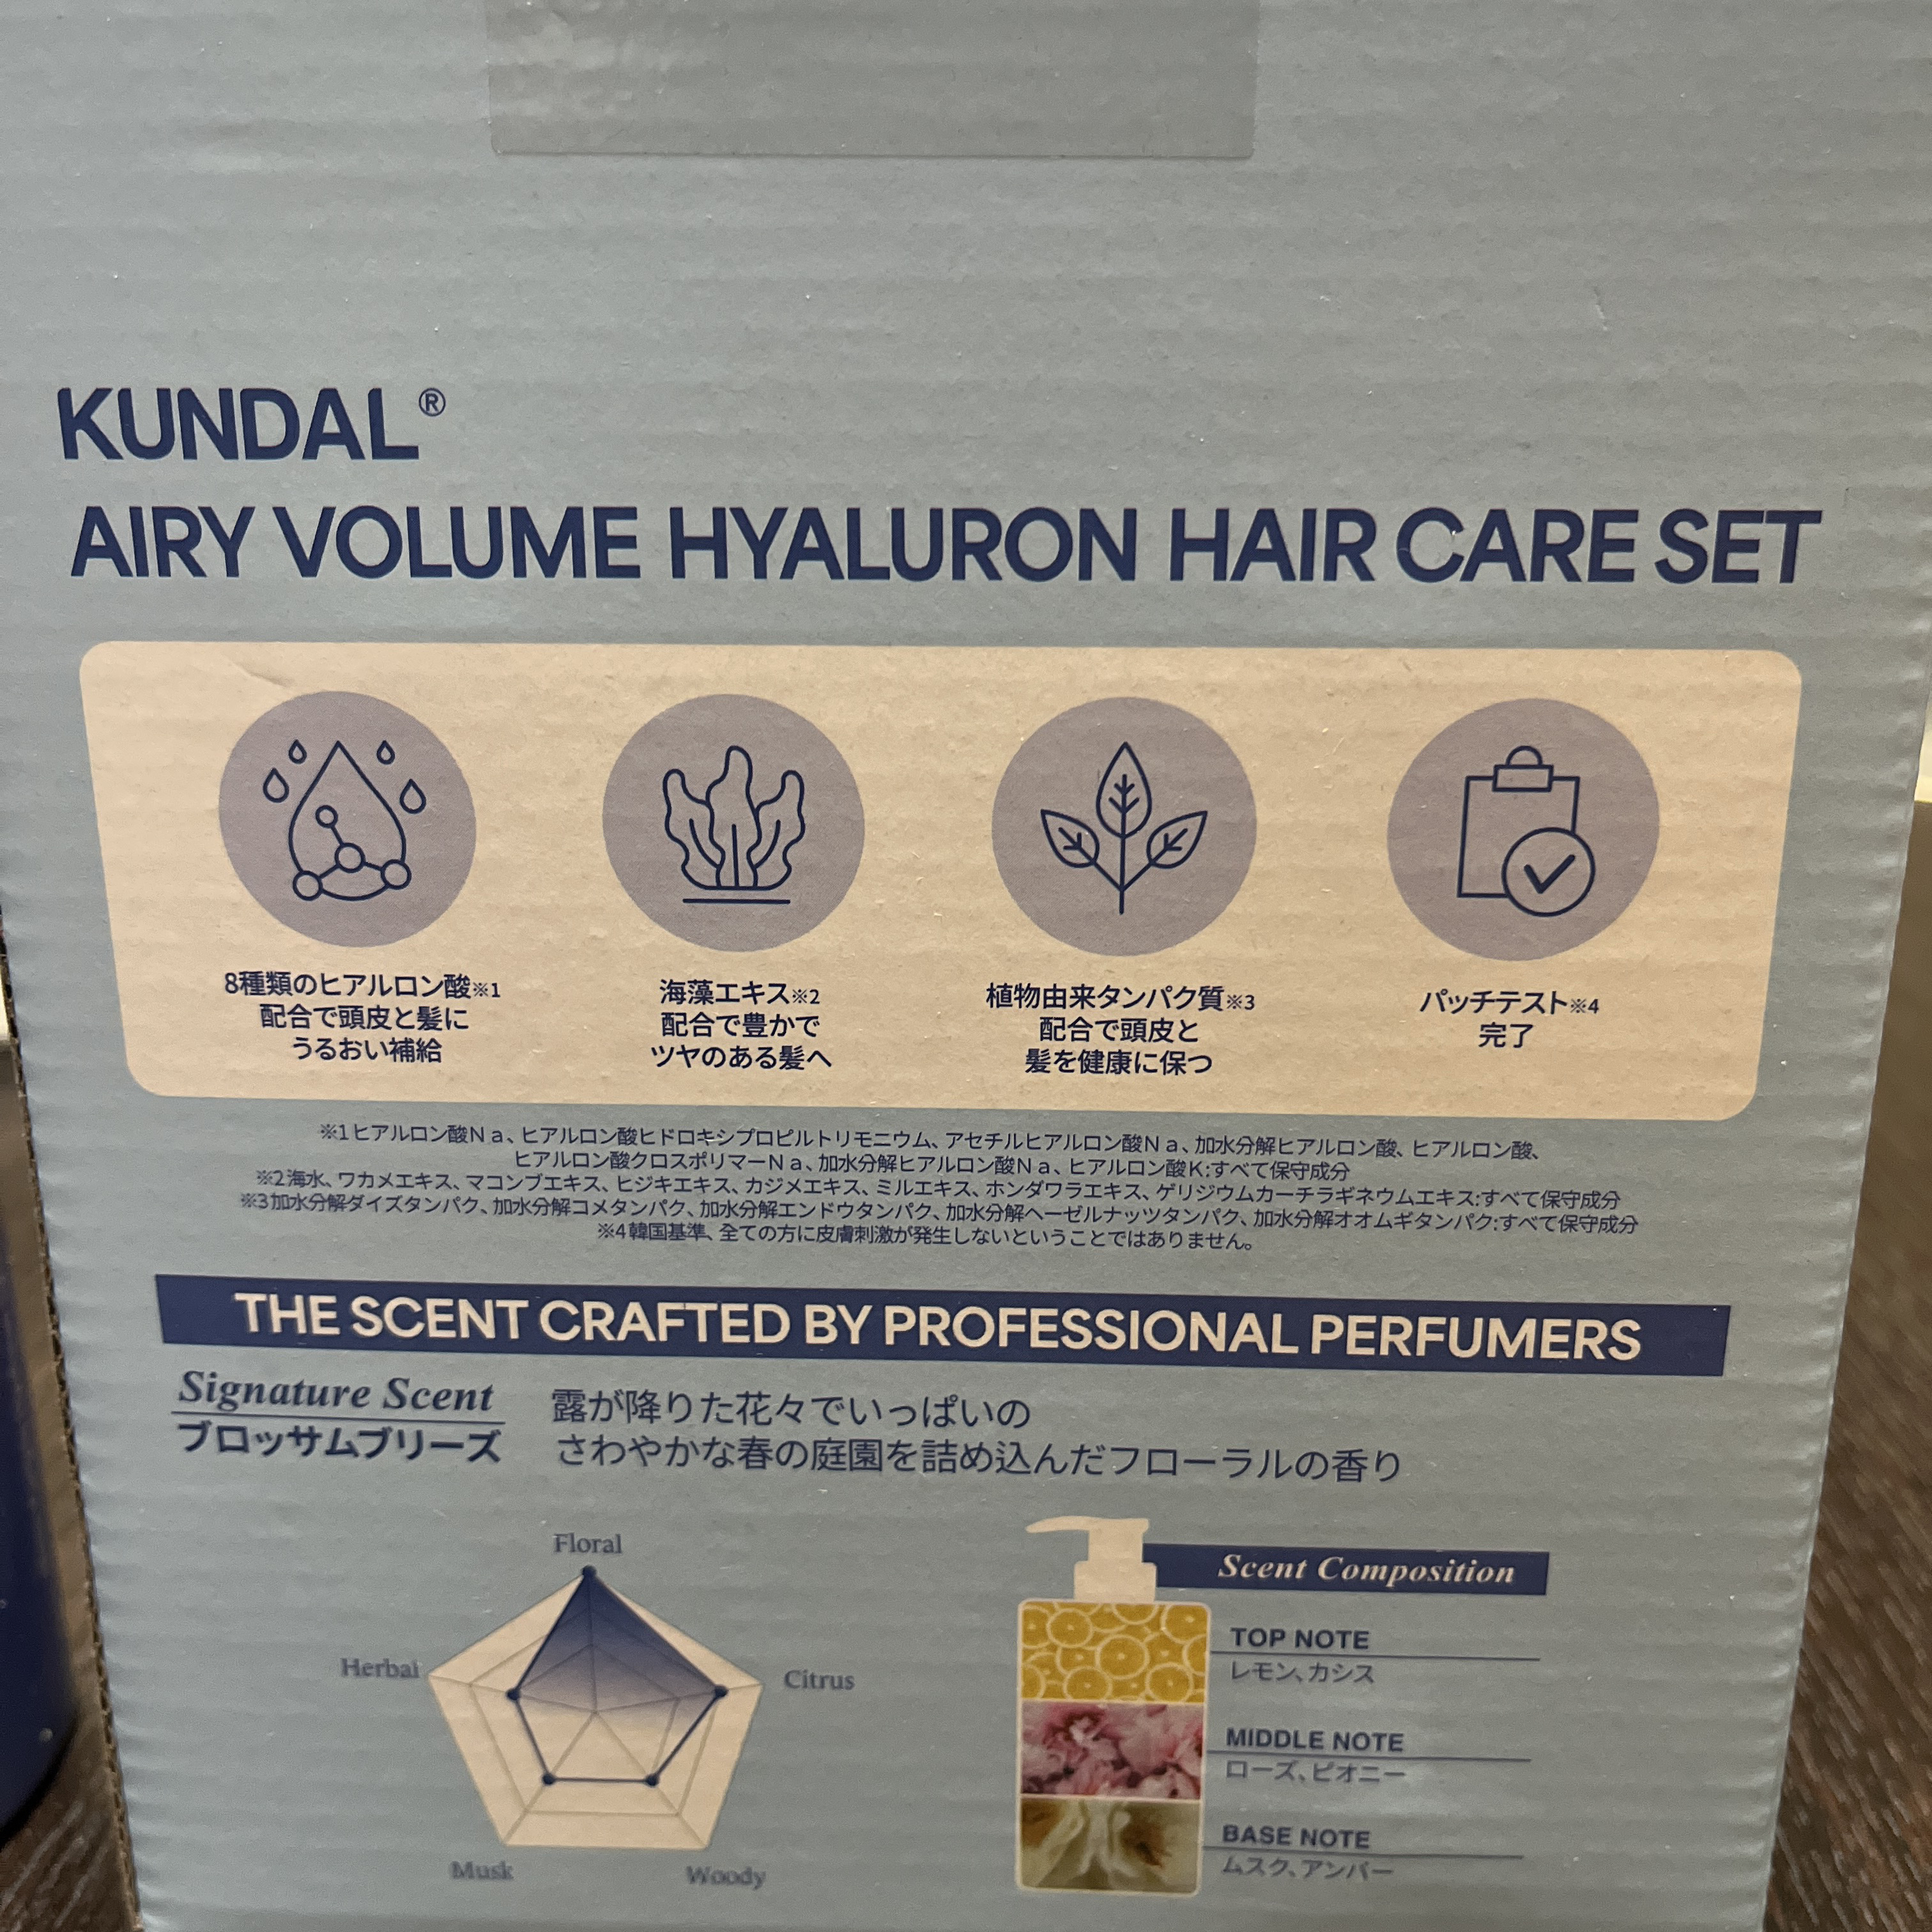 KUNDAL®
AIRY VOLUME HYALURON HAIR CARE SET
8種類のヒアルロン酸※1
配合で頭皮と髪に
うるおい補給
海藻エキス※2
配合で豊かで
ツヤのある髪へ
植物由来タンパク質※3
配合で頭皮と
髪を健康に保つ
パッチテスト※4
完了
※1ヒアルロン酸Ｎａ、ヒアルロン酸ヒドロキシプロピルトリモニウム、アセチルヒアルロン酸Ｎａ、加水分解ヒアルロン酸、ヒアルロン酸、
ヒアルロン酸クロスポリマーＮａ、加水分解ヒアルロン酸Ｎａ、ヒアルロン酸Ｋ:すべて保守成分
※2海水、ワカメエキス、マコンブエキス、ヒジキエキス、カジメエキス、ミルエキス、ホンダワラエキス、ゲリジウムカーチラギネウムエキス:すべて保守成分
※3加水分解ダイズタンパク、加水分解コメタンパク、加水分解エンドウタンパク、加水分解ヘーゼルナッツタンパク、加水分解オオムギタンパク:すべて保守成分
※4韓国基準、全ての方に皮膚刺激が発生しないということではありません。
THE SCENT CRAFTED BY PROFESSIONAL PERFUMERS
Signature Scent
ブロッサムブリーズ
露が降りた花々でいっぱいの
さわやかな春の庭園を詰め込んだフローラルの香り
Floral
Herbal
Citrus
Musk
Woody
Scent Composition
TOP NOTE
レモン、カシス
MIDDLE NOTE
ローズ、ピオニー
BASE NOTE
ムスク、アンバー